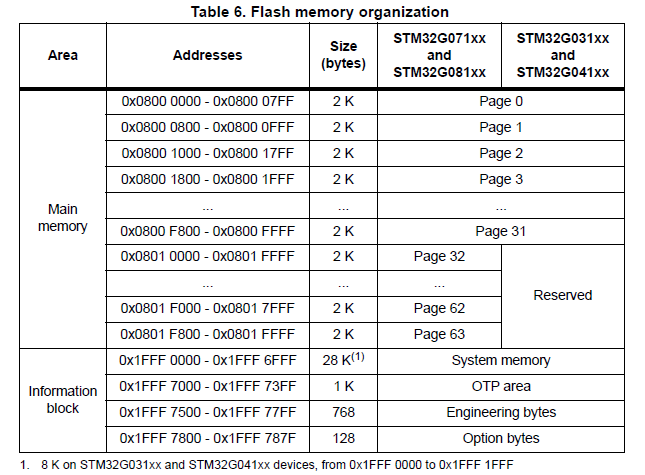 Table 6. Flash memory organization
Area Addresses Size (bytes) STM32G071xx and STM32G081xx STM32G031xx and STM32G041xx
Main memory
0x0800 0000 - 0x0800 07FF 2 K Page 0
0x0800 0800 - 0x0800 0FFF 2 K Page 1
0x0800 1000 - 0x0800 17FF 2 K Page 2
0x0800 1800 - 0x0800 1FFF 2 K Page 3
... ... ...
0x0800 F800 - 0x0800 FFFF 2 K Page 31
0x0801 0000 - 0x0801 FFFF 2 K Page 32 Reserved
... ... ...
0x0801 F000 - 0x0801 7FFF 2 K Page 62
0x0801 F800 - 0x0801 FFFF 2 K Page 63
Information block
0x1FFF 0000 - 0x1FFF 6FFF 28 K(1) System memory
0x1FFF 7000 - 0x1FFF 73FF 1 K OTP area
0x1FFF 7500 - 0x1FFF 77FF 768 Engineering bytes
0x1FFF 7800 - 0x1FFF 787F 128 Option bytes
1. 8 K on STM32G031xx and STM32G041xx devices, from 0x1FFF 0000 to 0x1FFF 1FFF